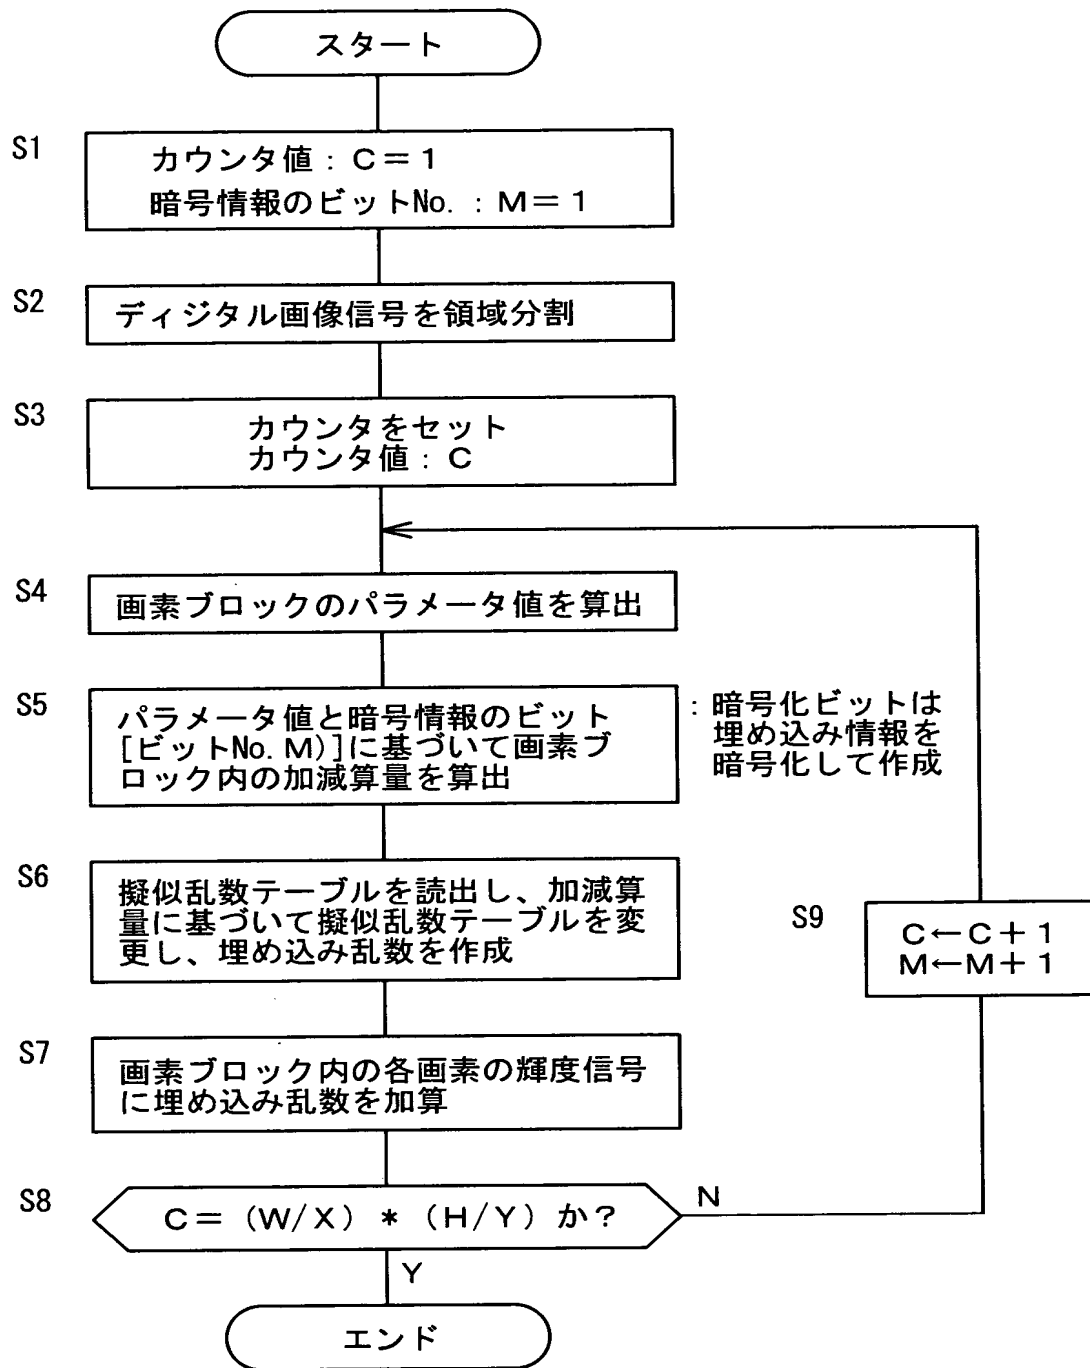 スタート
S1
カウンタ値:C=1
暗号情報のビットNo.:M=1
S2
ディジタル画像信号を領域分割
S3
カウンタをセット
カウンタ値:C
S4
画素ブロックのパラメータ値を算出
S5
パラメータ値と暗号情報のビット
[ビットNo.M)]に基づいて画素ブ
ロック内の加減算量を算出
:暗号化ビットは
埋め込み情報を
暗号化して作成
S6
擬似乱数テーブルを読出し、加減算
量に基づいて擬似乱数テーブルを変
更し、埋め込み乱数を作成
S9
C←C+1
M←M+1
S7
画素ブロック内の各画素の輝度信号
に埋め込み乱数を加算
S8
C=(W/X)*(H/Y)か?
N
Y
エンド